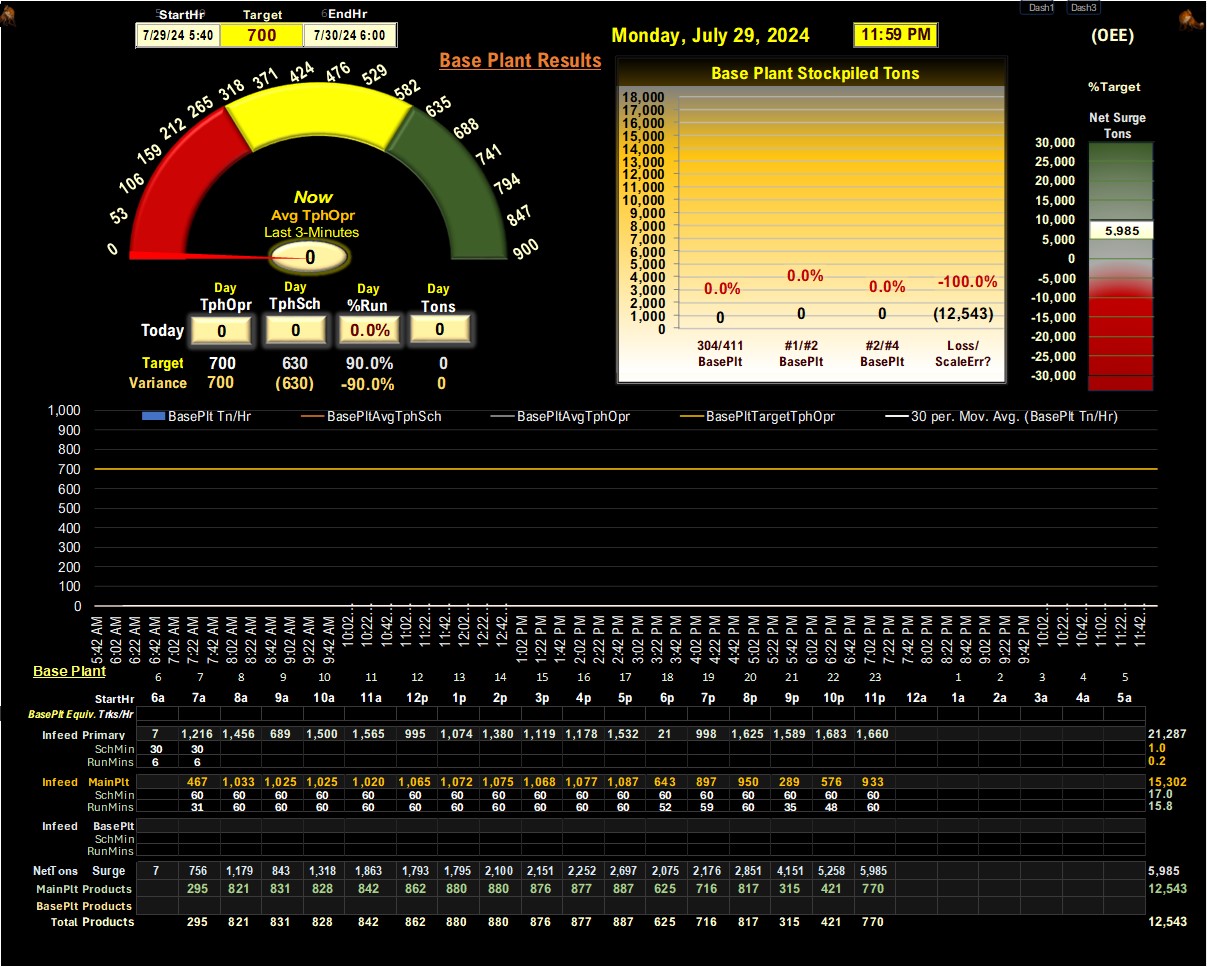 StartHr Target EndHr
7/29/24 5:40 700 7/30/24 6:00
Monday, July 29, 2024 11:59 PM
Dash1 Dash3
(OEE)
Base Plant Results
0 53 106 159 212 265 318 371 424 476 529 582 635 688 741 794 847 900
Now
Avg TphOpr
Last 3-Minutes
0
Day Day Day Day
TphOpr TphSch %Run Tons
Today 0 0 0.0% 0
Target 700 630 90.0% 0
Variance 700 (630) -90.0% 0
Base Plant Stockpiled Tons
18,000
17,000
16,000
15,000
14,000
13,000
12,000
11,000
10,000
9,000
8,000
7,000
6,000
5,000
4,000
3,000
2,000
1,000
0
0.0% 0.0% 0.0% -100.0%
0 0 0 (12,543)
304/411 #1/#2 #2/#4 Loss/
BasePlt BasePlt BasePlt ScaleErr?
%Target
Net Surge
Tons
30,000
25,000
20,000
15,000
10,000
5,000
0
-5,000
-10,000
-15,000
-20,000
-25,000
-30,000
5,985
BasePlt Tn/Hr BasePltAvgTphSch BasePltAvgTphOpr BasePltTargetTphOpr 30 per. Mov. Avg. (BasePlt Tn/Hr)
1,000
900
800
700
600
500
400
300
200
100
0
5:42 AM 6:02 AM 6:22 AM 6:42 AM 7:02 AM 7:22 AM 7:42 AM 8:02 AM 8:22 AM 8:42 AM 9:02 AM 9:22 AM 9:42 AM 10:02... 10:22... 10:42... 11:02... 11:22... 11:42... 12:02... 12:22... 12:42... 1:02 PM 1:22 PM 1:42 PM 2:02 PM 2:22 PM 2:42 PM 3:02 PM 3:22 PM 3:42 PM 4:02 PM 4:22 PM 4:42 PM 5:02 PM 5:22 PM 5:42 PM 6:02 PM 6:22 PM 6:42 PM 7:02 PM 7:22 PM 7:42 PM 8:02 PM 8:22 PM 8:42 PM 9:02 PM 9:22 PM 9:42 PM 10:02... 10:22... 10:42... 11:02... 11:22... 11:42...
Base Plant
6 7 8 9 10 11 12 13 14 15 16 17 18 19 20 21 22 23 1 2 3 4 5
StartHr 6a 7a 8a 9a 10a 11a 12p 1p 2p 3p 4p 5p 6p 7p 8p 9p 10p 11p 12a 1a 2a 3a 4a 5a
BasePlt Equiv. Trks/Hr
Infeed Primary 7 1,216 1,456 689 1,500 1,565 995 1,074 1,380 1,119 1,178 1,532 21 998 1,625 1,589 1,683 1,660 21,287
SchMin 30 30 1.0
RunMins 6 6 0.2
Infeed MainPlt 467 1,033 1,025 1,025 1,020 1,065 1,072 1,075 1,068 1,077 1,087 643 897 950 289 576 933 15,302
SchMin 60 60 60 60 60 60 60 60 60 60 60 60 60 60 60 60 60 17.0
RunMins 31 60 60 60 60 60 60 60 60 60 60 52 59 60 35 48 60 15.8
Infeed BasePlt
SchMin
RunMins
NetTons Surge 7 756 1,179 843 1,318 1,863 1,793 1,795 2,100 2,151 2,252 2,697 2,075 2,176 2,851 4,151 5,258 5,985 5,985
MainPlt Products 295 821 831 828 842 862 880 880 876 877 887 625 716 817 315 421 770 12,543
BasePlt Products
Total Products 295 821 831 828 842 862 880 880 876 877 887 625 716 817 315 421 770 12,543